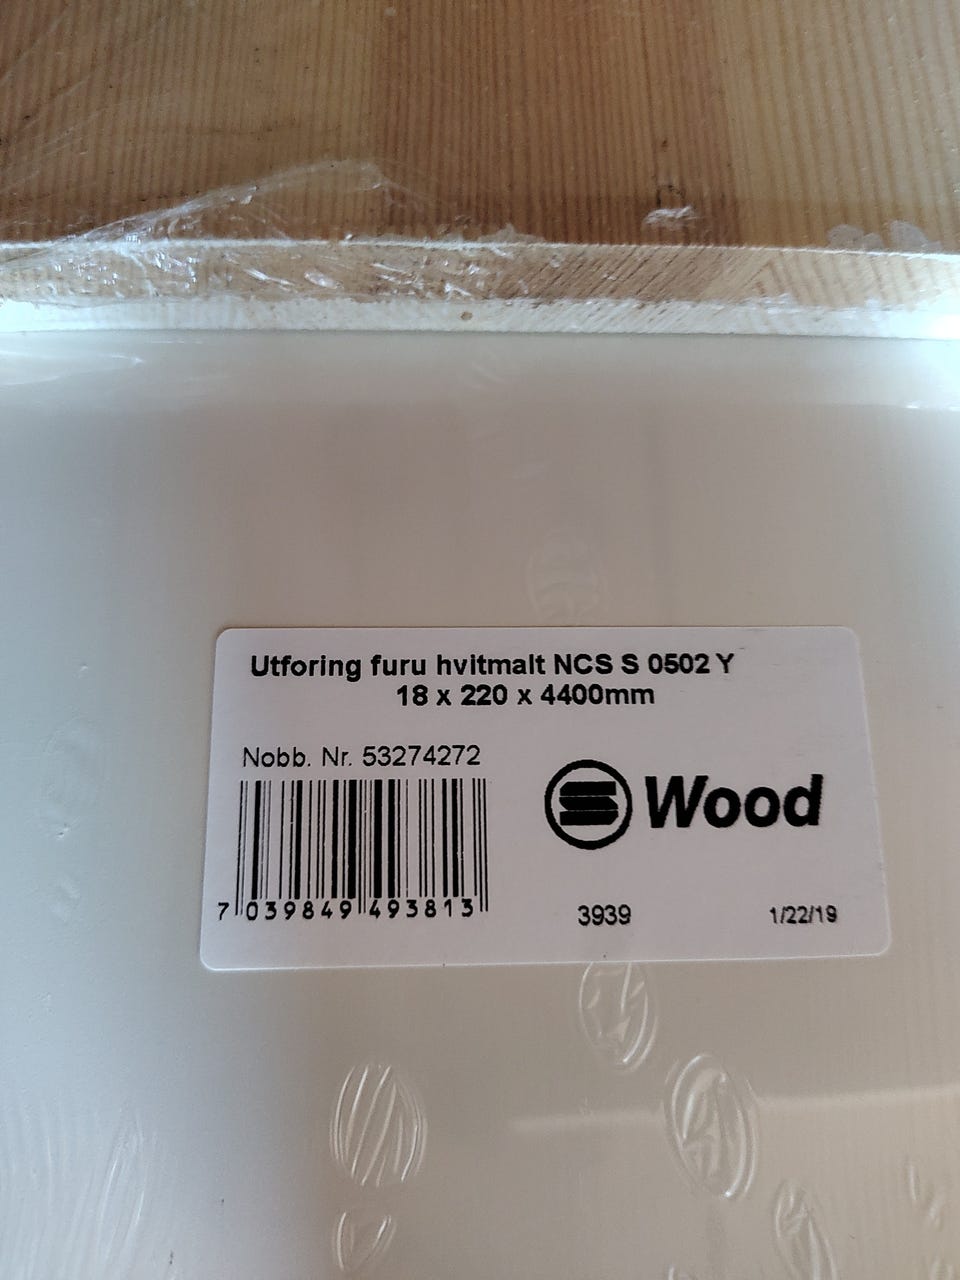 Utforing furu hvitmalt NCS S 0502 Y
18 x 220 x 4400mm
Nobb. Nr. 53274272
S Wood
7 039849 493813
3939
1/22/19